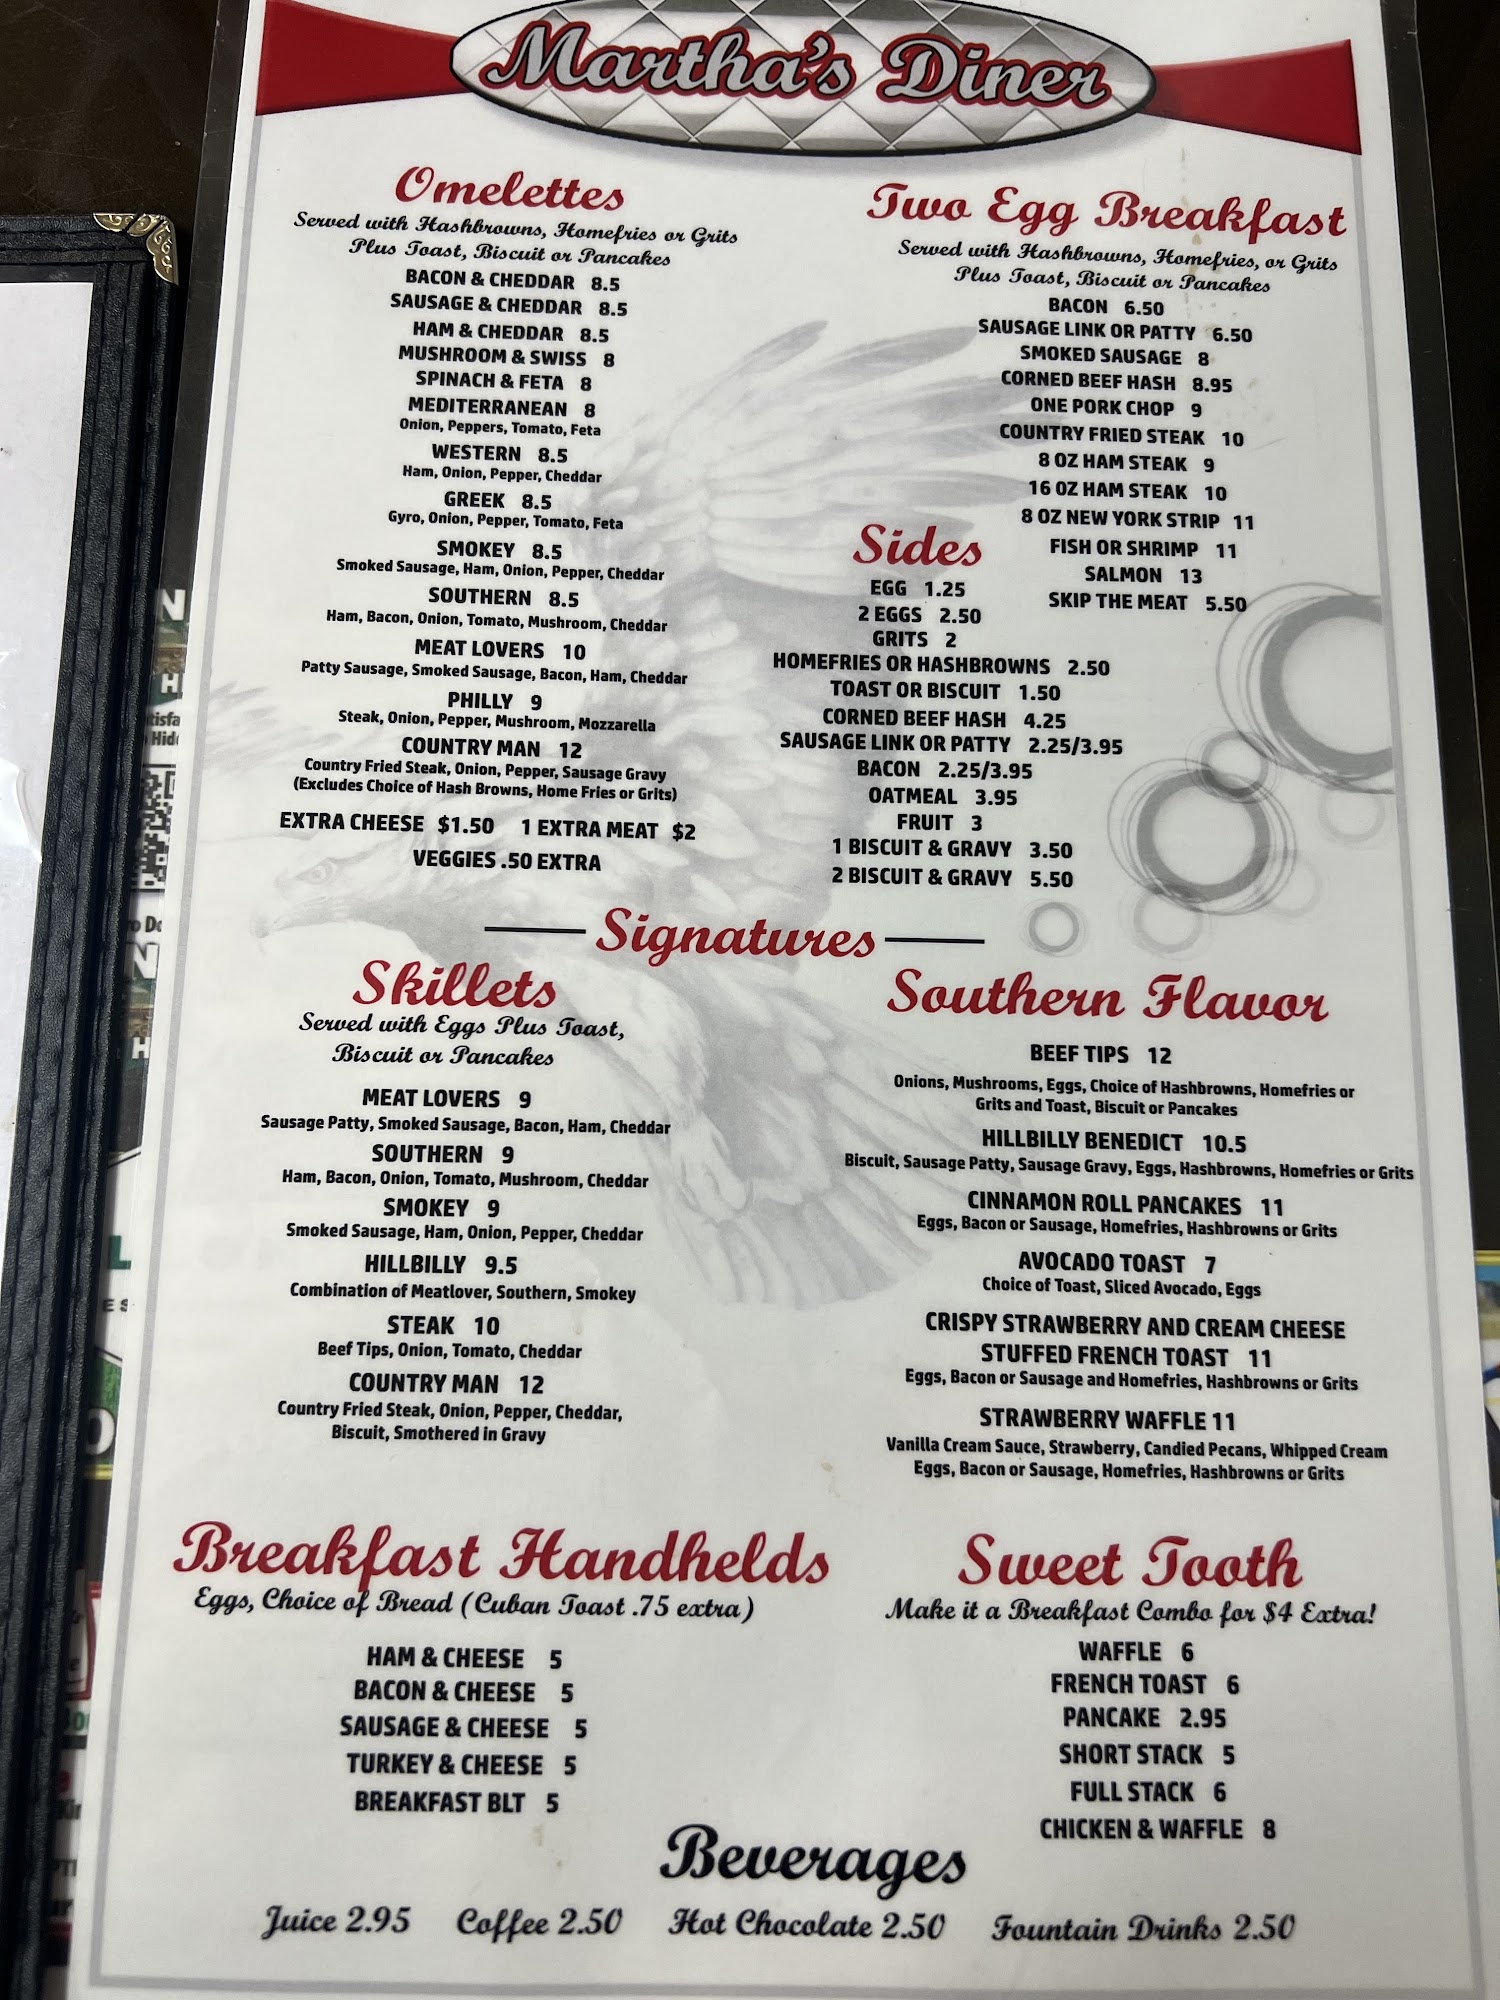 Martha's Diner
Omelettes
Served with Hashbrowns, Homefries or Grits
Plus Toast, Biscuit or Pancakes
BACON & CHEDDAR 8.5
SAUSAGE & CHEDDAR 8.5
HAM & CHEDDAR 8.5
MUSHROOM & SWISS 8
SPINACH & FETA 8
MEDITERRANEAN 8
Onion, Peppers, Tomato, Feta
WESTERN 8.5
Ham, Onion, Pepper, Cheddar
GREEK 8.5
Gyro, Onion, Pepper, Tomato, Feta
SMOKEY 8.5
Smoked Sausage, Ham, Onion, Pepper, Cheddar
SOUTHERN 8.5
Ham, Bacon, Onion, Tomato, Mushroom, Cheddar
MEAT LOVERS 10
Patty Sausage, Smoked Sausage, Bacon, Ham, Cheddar
PHILLY 9
Steak, Onion, Pepper, Mushroom, Mozzarella
COUNTRY MAN 12
Country Fried Steak, Onion, Pepper, Sausage Gravy
(Excludes Choice of Hash Browns, Home Fries or Grits)
EXTRA CHEESE $1.50 1 EXTRA MEAT $2
VEGGIES .50 EXTRA
Two Egg Breakfast
Served with Hashbrowns, Homefries, or Grits
Plus Toast, Biscuit or Pancakes
BACON 6.50
SAUSAGE LINK OR PATTY 6.50
SMOKED SAUSAGE 8
CORNED BEEF HASH 8.95
ONE PORK CHOP 9
COUNTRY FRIED STEAK 10
8 OZ HAM STEAK 9
16 OZ HAM STEAK 10
8 OZ NEW YORK STRIP 11
FISH OR SHRIMP 11
SALMON 13
SKIP THE MEAT 5.50
Sides
EGG 1.25
2 EGGS 2.50
GRITS 2
HOMEFRIES OR HASHBROWNS 2.50
TOAST OR BISCUIT 1.50
CORNED BEEF HASH 4.25
SAUSAGE LINK OR PATTY 2.25/3.95
BACON 2.25/3.95
OATMEAL 3.95
FRUIT 3
1 BISCUIT & GRAVY 3.50
2 BISCUIT & GRAVY 5.50
Signatures
Skillets
Served with Eggs Plus Toast,
Biscuit or Pancakes
MEAT LOVERS 9
Sausage Patty, Smoked Sausage, Bacon, Ham, Cheddar
SOUTHERN 9
Ham, Bacon, Onion, Tomato, Mushroom, Cheddar
SMOKEY 9
Smoked Sausage, Ham, Onion, Pepper, Cheddar
HILLBILLY 9.5
Combination of Meatlover, Southern, Smokey
STEAK 10
Beef Tips, Onion, Tomato, Cheddar
COUNTRY MAN 12
Country Fried Steak, Onion, Pepper, Cheddar,
Biscuit, Smothered in Gravy
Southern Flavor
BEEF TIPS 12
Onions, Mushrooms, Eggs, Choice of Hashbrowns, Homefries or
Grits and Toast, Biscuit or Pancakes
HILLBILLY BENEDICT 10.5
Biscuit, Sausage Patty, Sausage Gravy, Eggs, Hashbrowns, Homefries or Grits
CINNAMON ROLL PANCAKES 11
Eggs, Bacon or Sausage, Homefries, Hashbrowns or Grits
AVOCADO TOAST 7
Choice of Toast, Sliced Avocado, Eggs
CRISPY STRAWBERRY AND CREAM CHEESE
STUFFED FRENCH TOAST 11
Eggs, Bacon or Sausage and Homefries, Hashbrowns or Grits
STRAWBERRY WAFFLE 11
Vanilla Cream Sauce, Strawberry, Candied Pecans, Whipped Cream
Eggs, Bacon or Sausage, Homefries, Hashbrowns or Grits
Breakfast Handhelds
Eggs, Choice of Bread (Cuban Toast .75 extra)
HAM & CHEESE 5
BACON & CHEESE 5
SAUSAGE & CHEESE 5
TURKEY & CHEESE 5
BREAKFAST BLT 5
Sweet Tooth
Make it a Breakfast Combo for $4 Extra!
WAFFLE 6
FRENCH TOAST 6
PANCAKE 2.95
SHORT STACK 5
FULL STACK 6
CHICKEN & WAFFLE 8
Beverages
Juice 2.95 Coffee 2.50 Hot Chocolate 2.50 Fountain Drinks 2.50